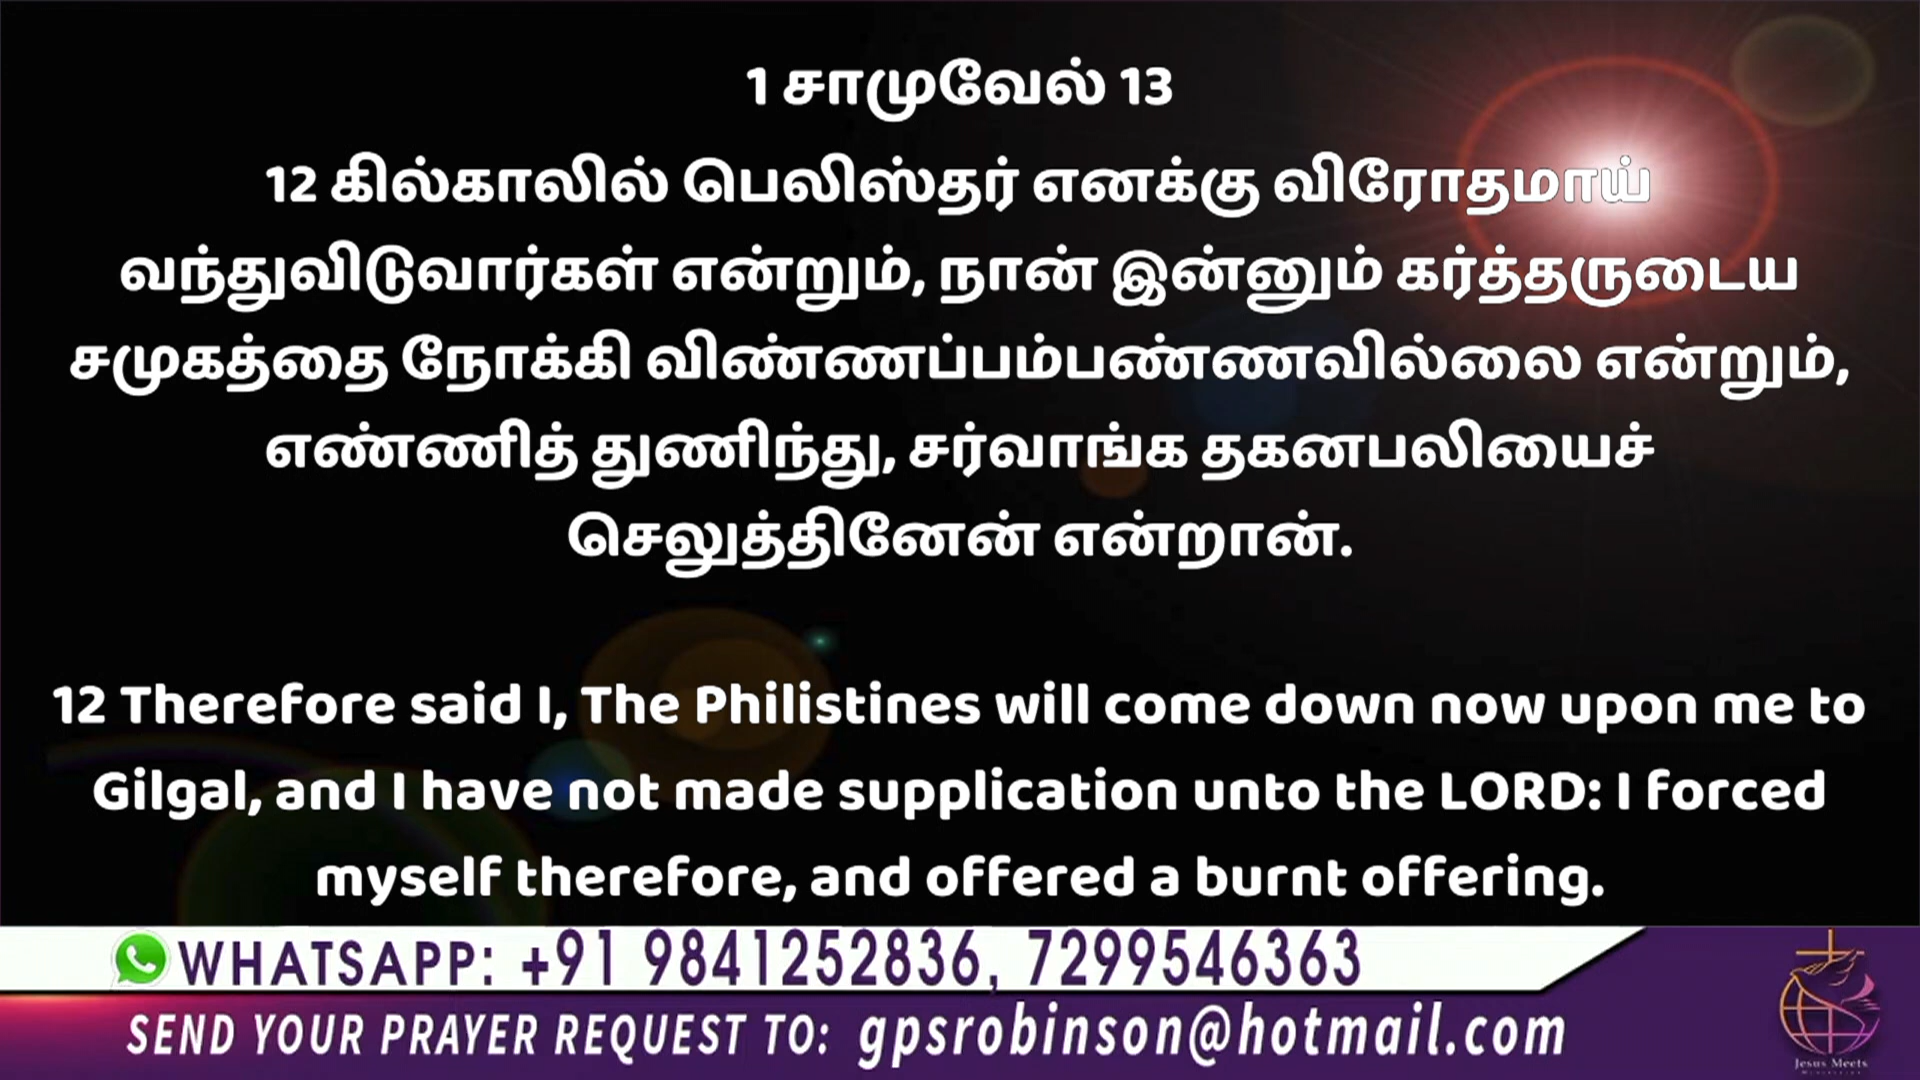 1 சாமுவேல் 13
12 கில்காலில் பெலிஸ்தர் எனக்கு விரோதமாய்
வந்துவிடுவார்கள் என்றும், நான் இன்னும் கர்த்தருடைய
சமுகத்தை நோக்கி விண்ணப்பம்பண்ணவில்லை என்றும்,
எண்ணித் துணிந்து, சர்வாங்க தகனபலியைச்
செலுத்தினேன் என்றான்.
12 Therefore said I, The Philistines will come down now upon me to
Gilgal, and I have not made supplication unto the LORD: I forced
myself therefore, and offered a burnt offering.
WHATSAPP: +91 9841252836, 7299546363
SEND YOUR PRAYER REQUEST TO: gpsrobinson@hotmail.com
Jesus Meets